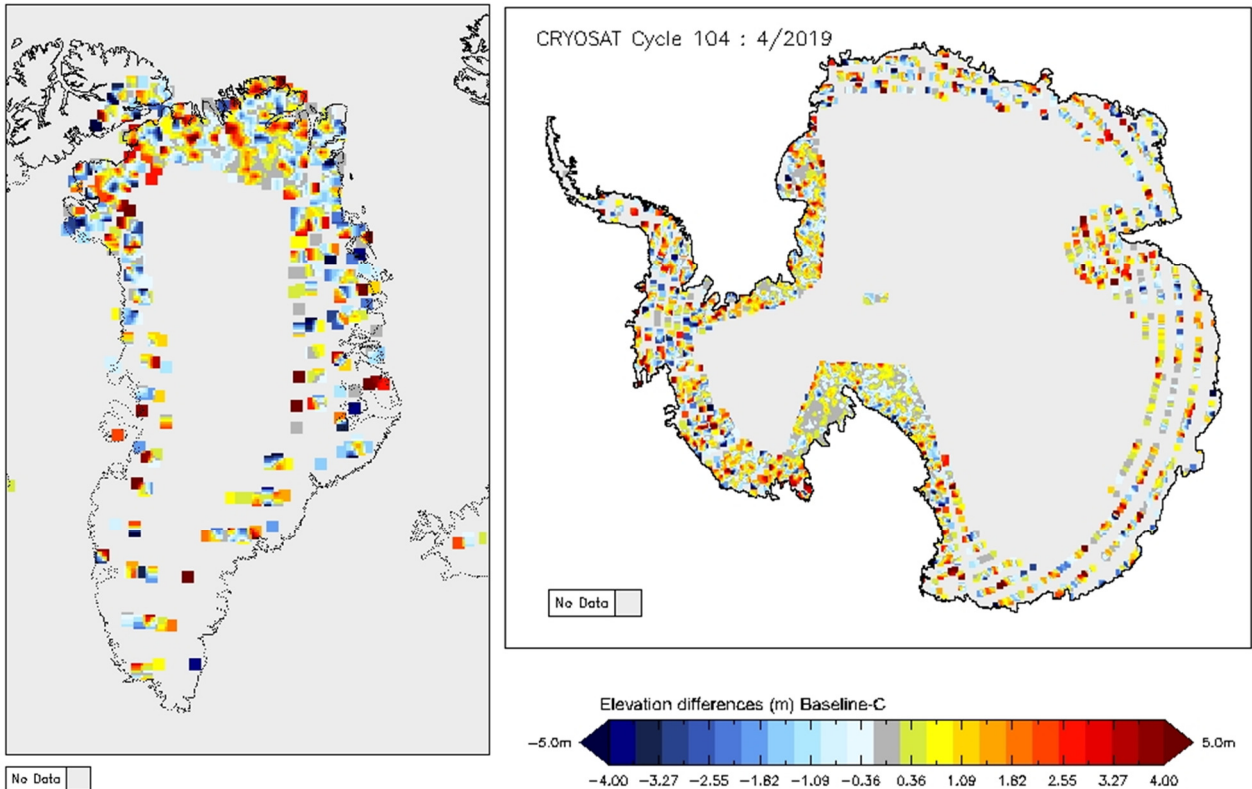 CRYOSAT Cycle 104 : 4/2019
No Data
Elevation differences (m) Baseline-C
-5.0m
5.0m
-4.00 -3.27 -2.55 -1.82 -1.09 -0.36 0.36 1.09 1.82 2.55 3.27 4.00
No Data